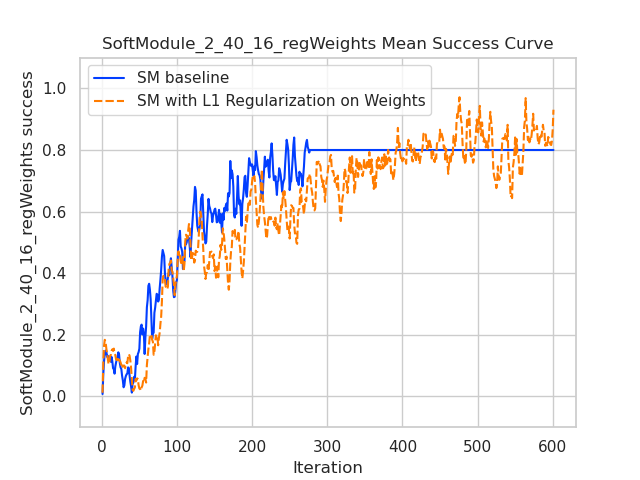 SoftModule_2_40_16_regWeights Mean Success Curve
SM baseline
SM with L1 Regularization on Weights
SoftModule_2_40_16_regWeights success
1.0
0.8
0.6
0.4
0.2
0.0
0 100 200 300 400 500 600
Iteration